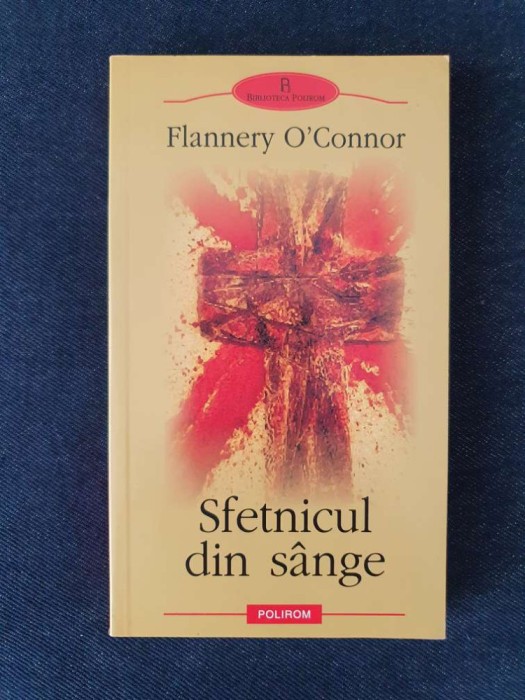 BIBLIOTECA POLIROM
Flannery O'Connor
Sfetnicul
din sânge
POLIROM